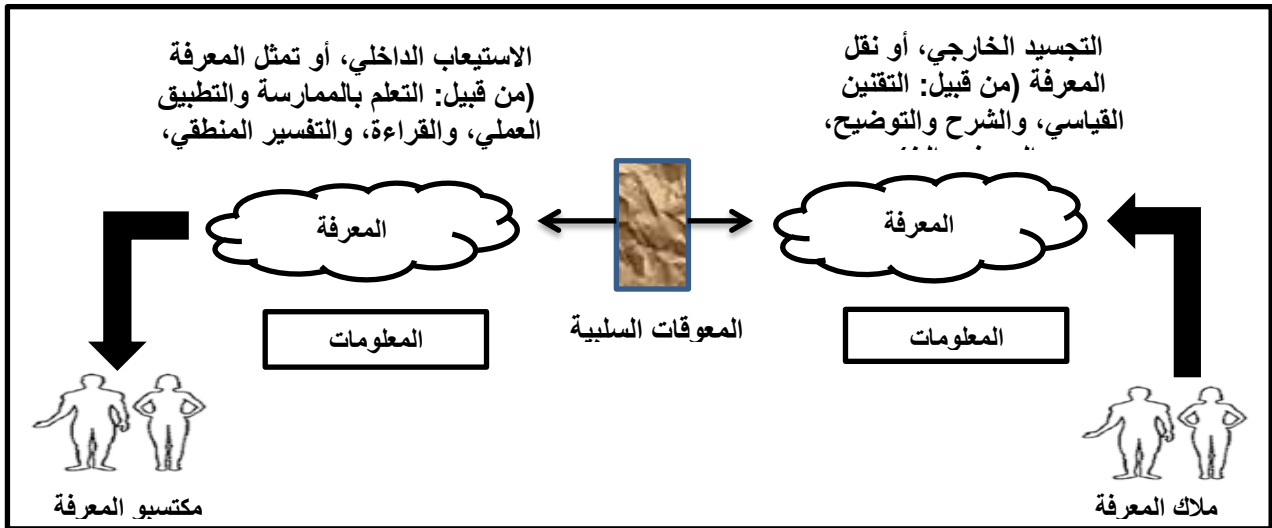 التجسيد الخارجي، أو نقل
المعرفة (من قبيل: التقنين
القياسي، والشرح والتوضيح،
الاستيعاب الداخلي، أو تمثل المعرفة
(من قبيل: التعلم بالممارسة والتطبيق
العملي، والقراءة، والتفسير المنطقي،
المعرفة
المعرفة
المعلومات
المعوقات السلبية
المعلومات
ملاك المعرفة
مكتسبو المعرفة